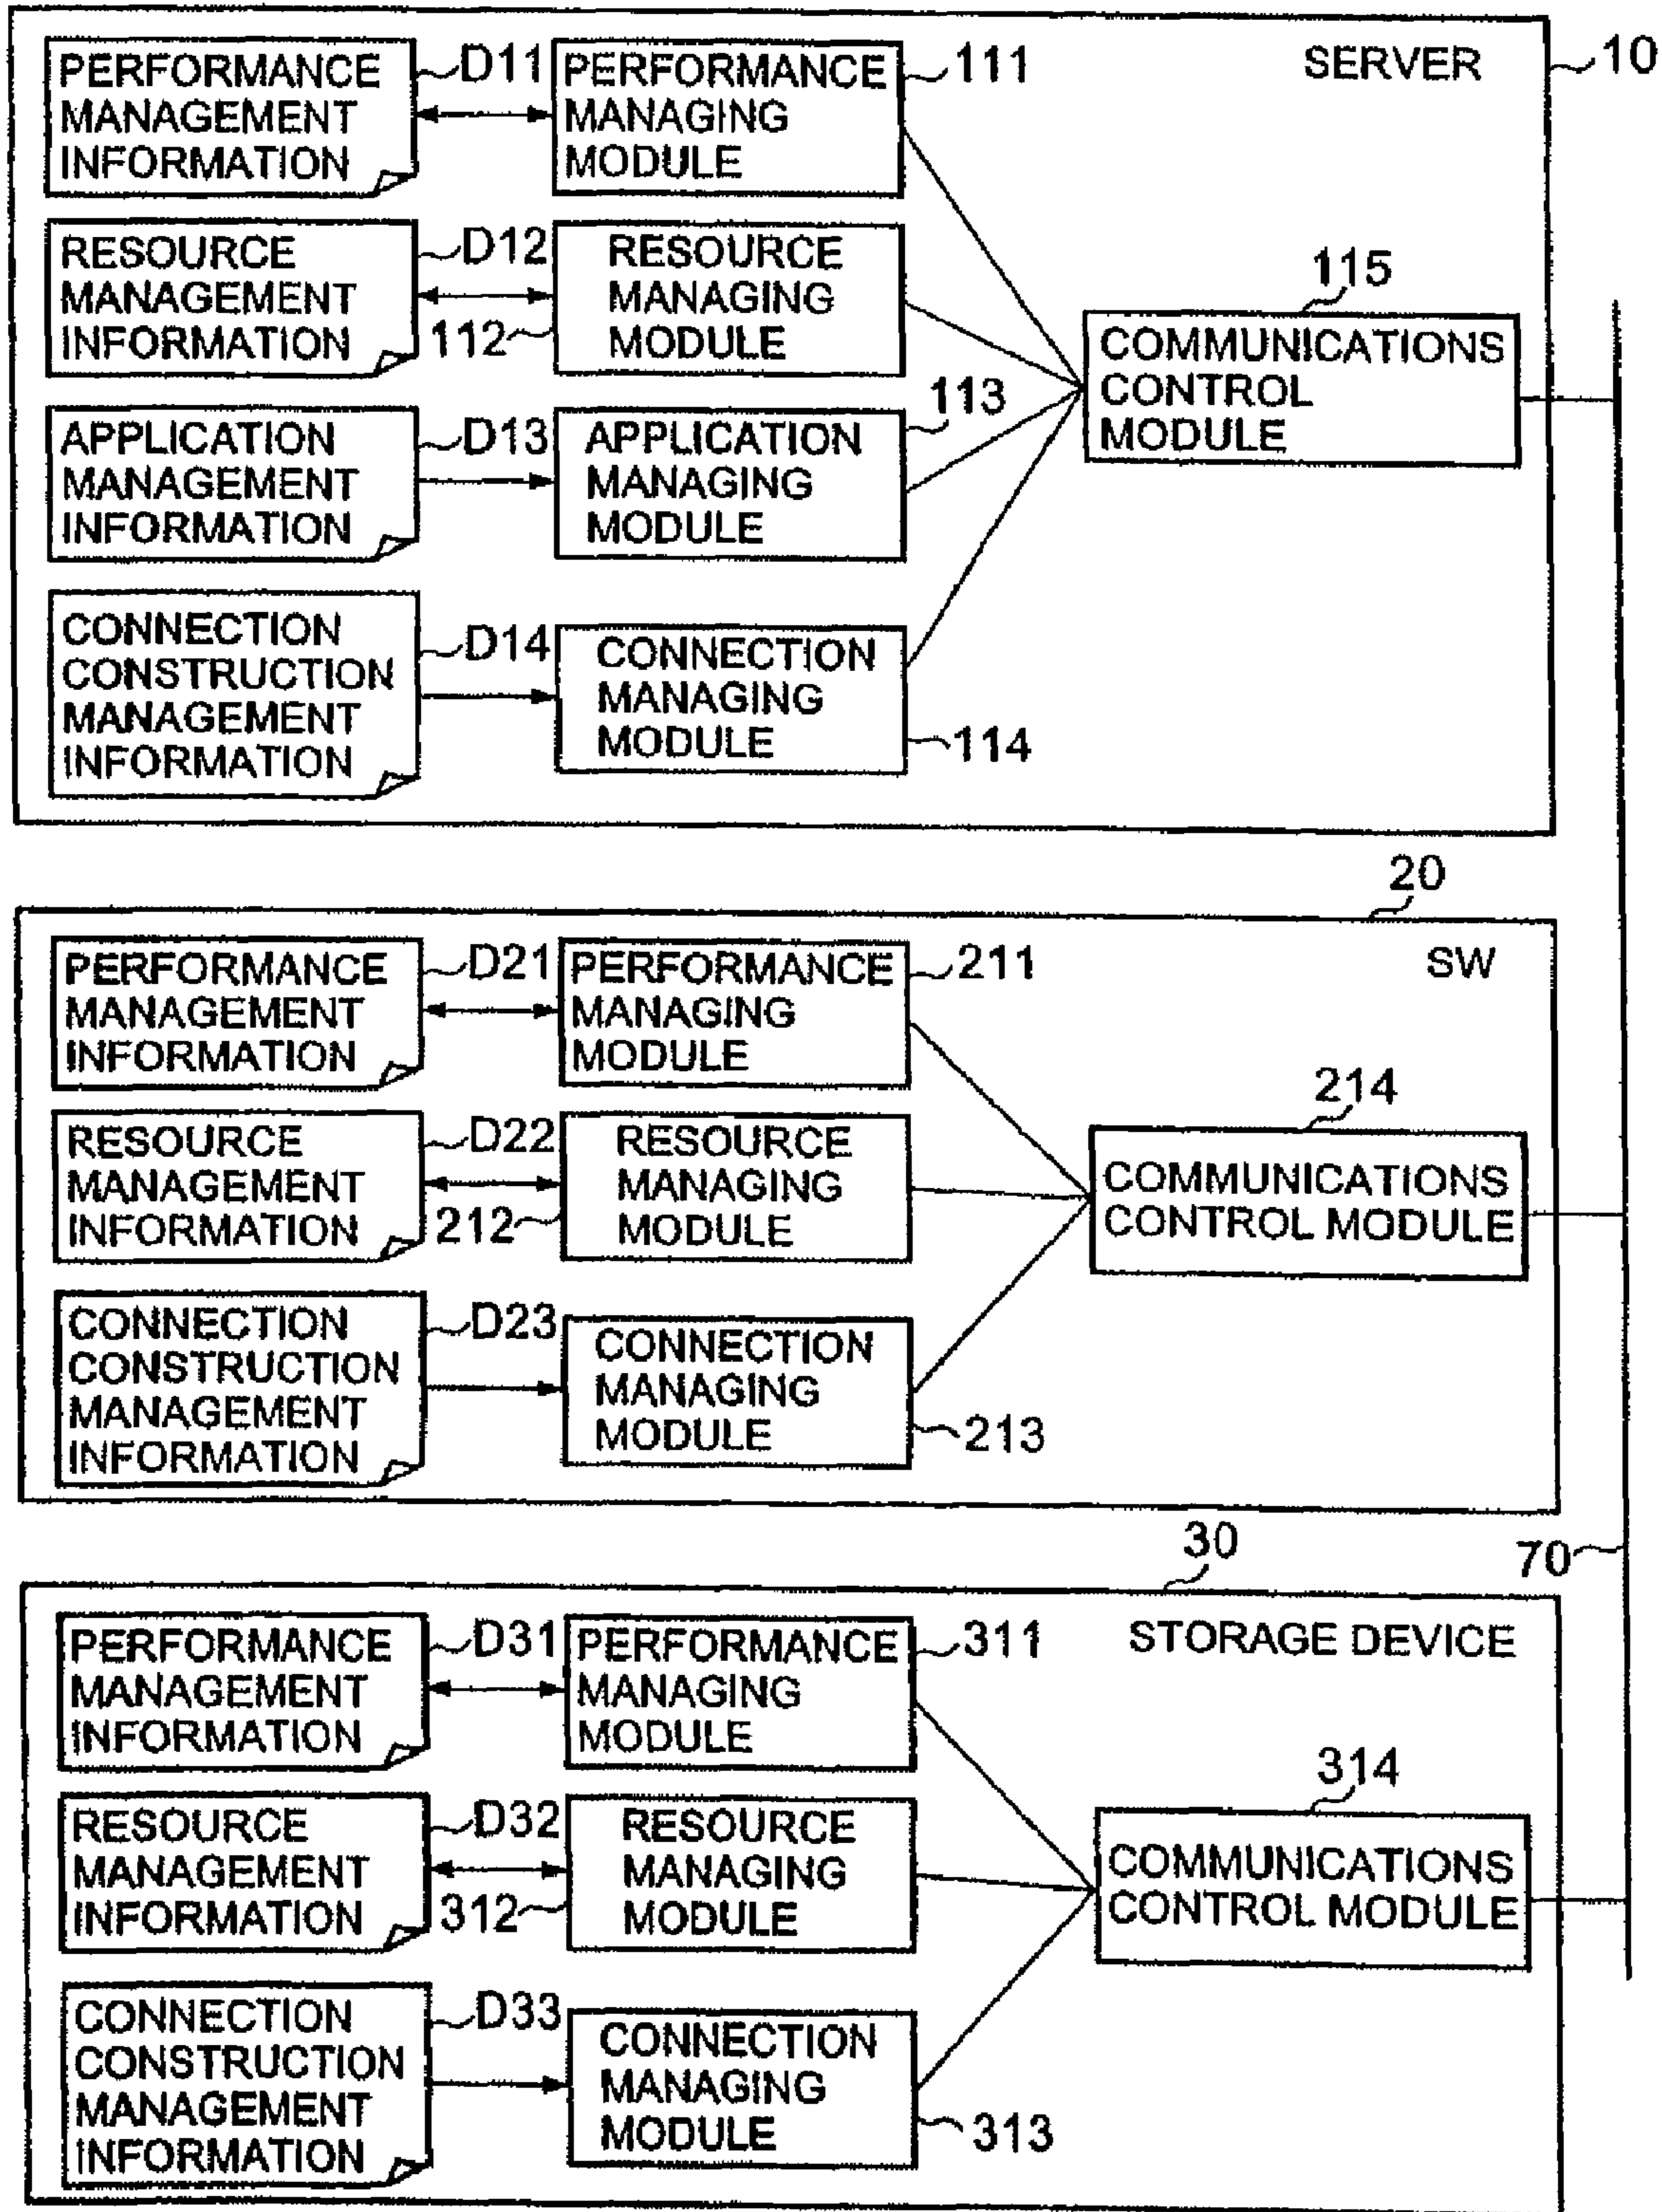 SERVER
10
PERFORMANCE
MANAGEMENT
INFORMATION
D11
PERFORMANCE
MANAGING
MODULE
111
RESOURCE
MANAGEMENT
INFORMATION
D12
112
RESOURCE
MANAGING
MODULE
115
COMMUNICATIONS
CONTROL
MODULE
APPLICATION
MANAGEMENT
INFORMATION
D13
APPLICATION
MANAGING
MODULE
113
CONNECTION
CONSTRUCTION
MANAGEMENT
INFORMATION
D14
CONNECTION
MANAGING
MODULE
114
20
SW
PERFORMANCE
MANAGEMENT
INFORMATION
D21
PERFORMANCE
MANAGING
MODULE
211
RESOURCE
MANAGEMENT
INFORMATION
D22
212
RESOURCE
MANAGING
MODULE
214
COMMUNICATIONS
CONTROL MODULE
CONNECTION
CONSTRUCTION
MANAGEMENT
INFORMATION
D23
CONNECTION
MANAGING
MODULE
213
70
30
STORAGE DEVICE
PERFORMANCE
MANAGEMENT
INFORMATION
D31
PERFORMANCE
MANAGING
MODULE
311
RESOURCE
MANAGEMENT
INFORMATION
D32
312
RESOURCE
MANAGING
MODULE
314
COMMUNICATIONS
CONTROL MODULE
CONNECTION
CONSTRUCTION
MANAGEMENT
INFORMATION
D33
CONNECTION
MANAGING
MODULE
313